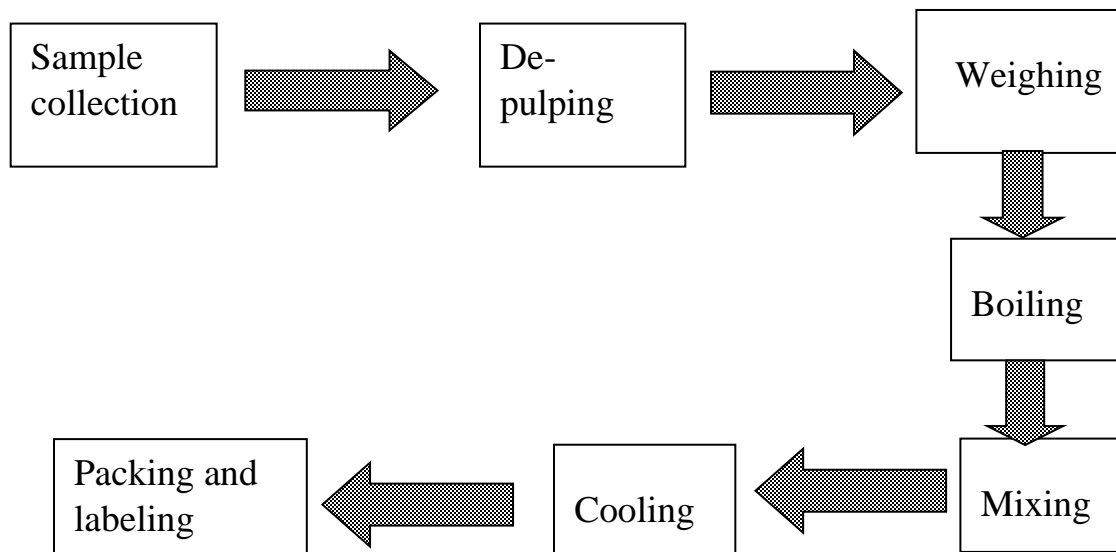 Sample
collection
De-
pulping
Weighing
Boiling
Mixing
Cooling
Packing and
labeling